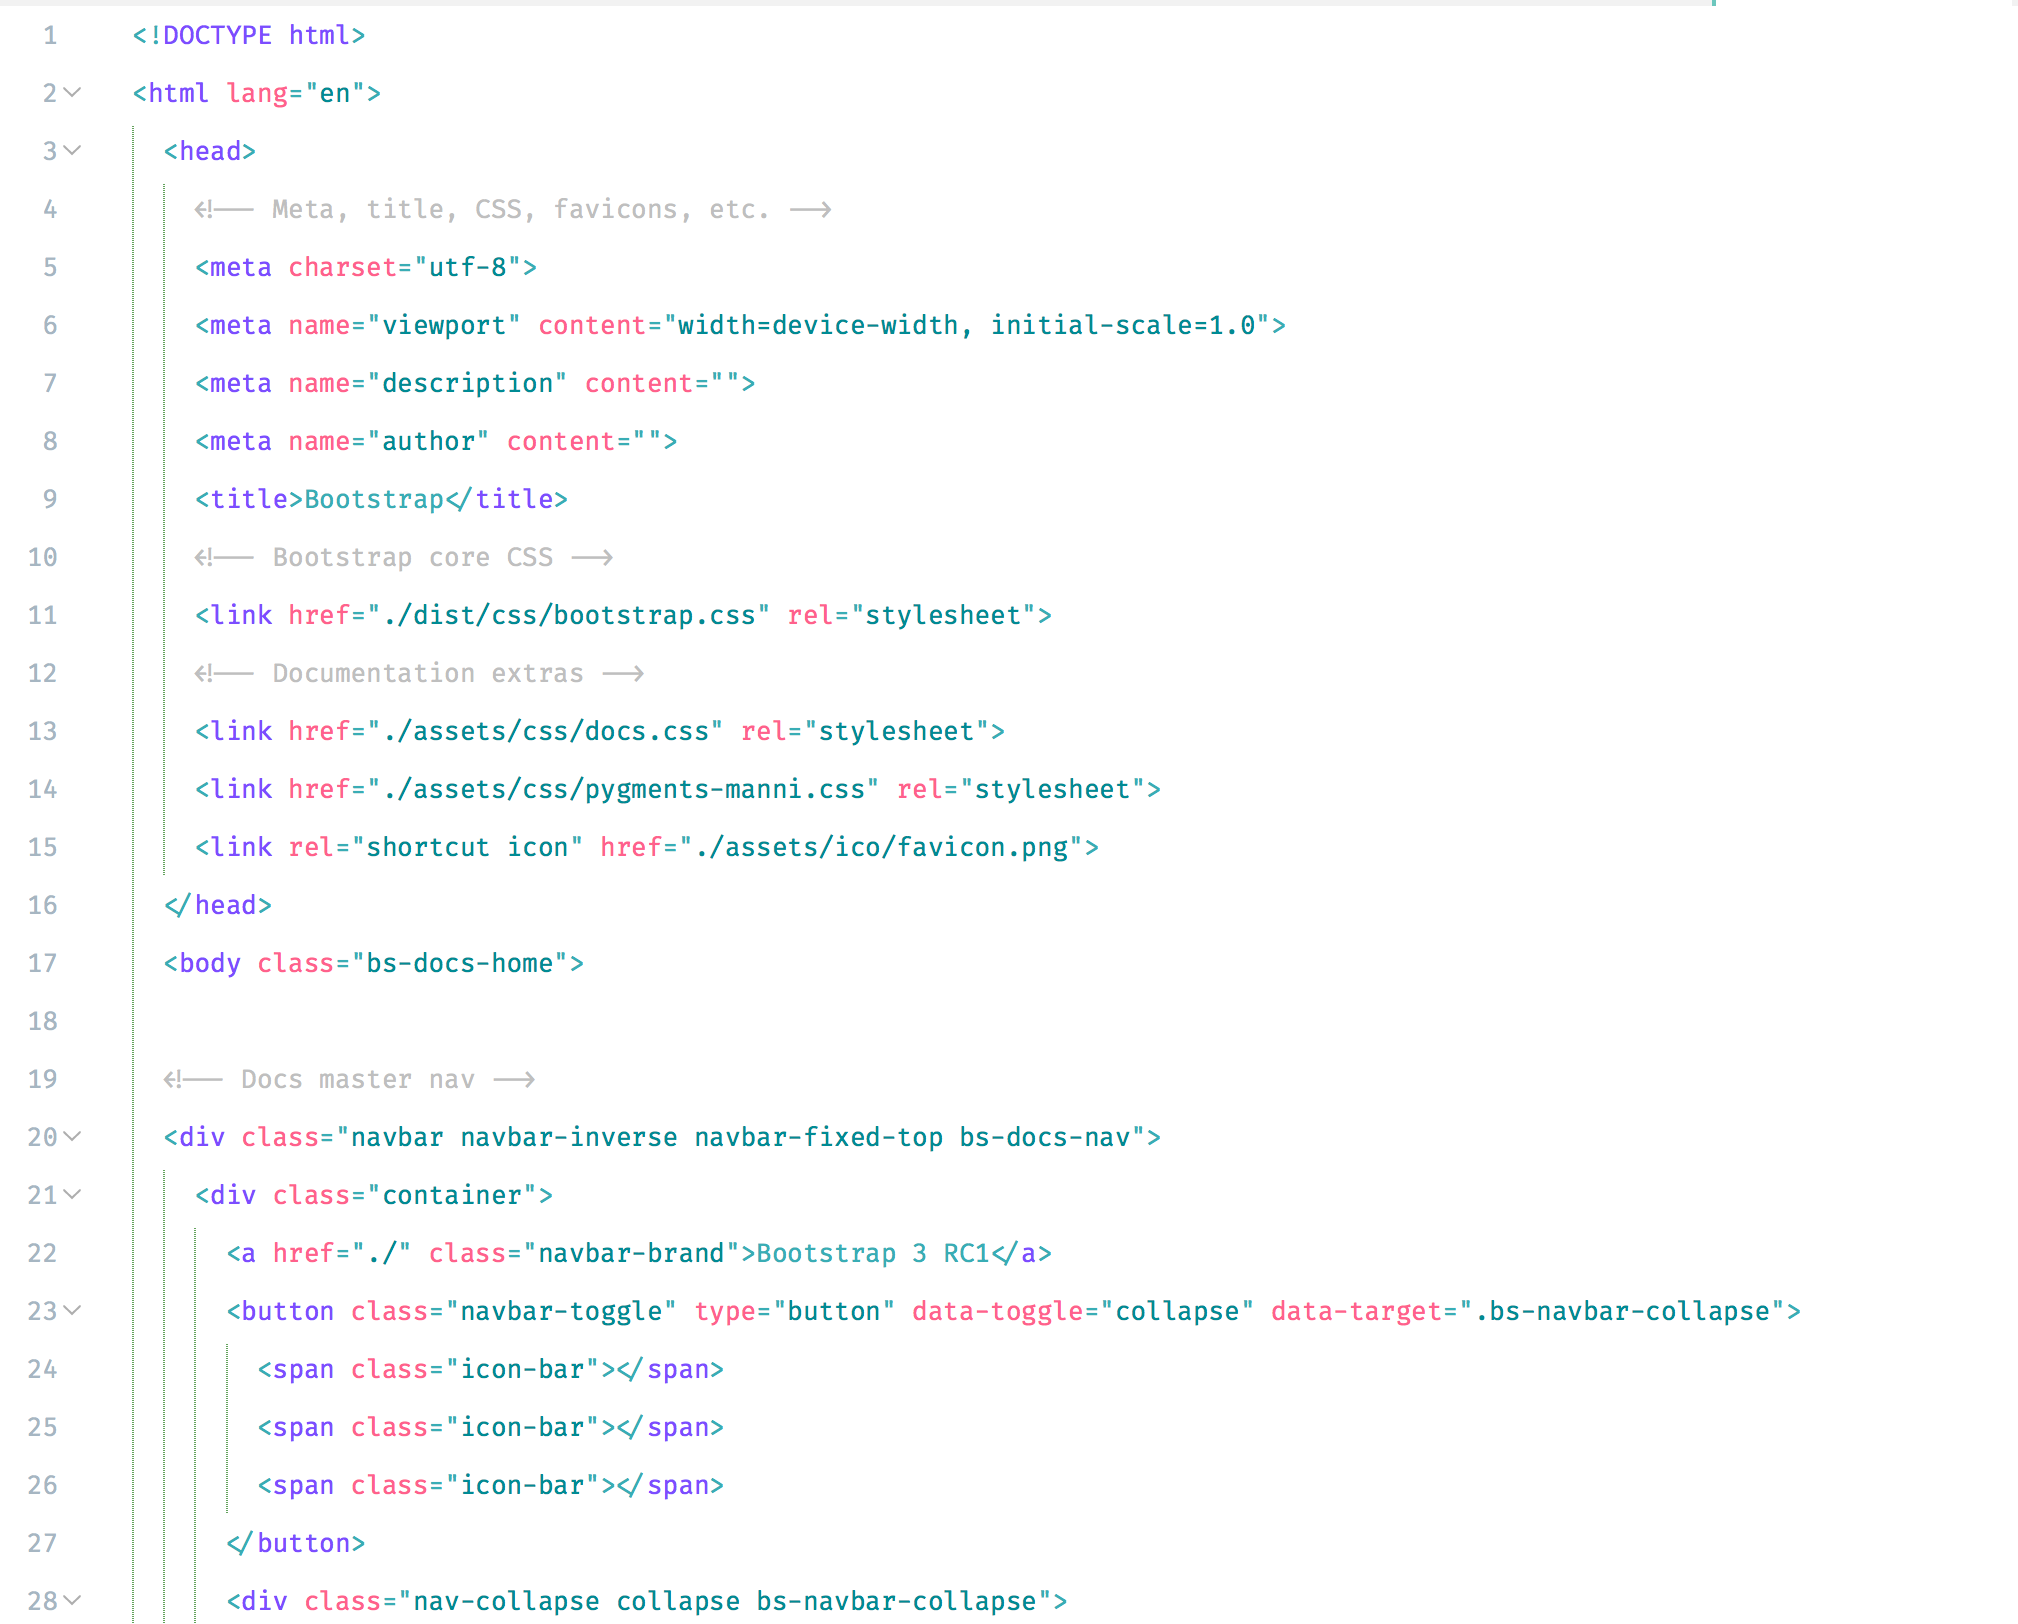 1 <!DOCTYPE html>
2 <html lang="en">
3 <head>
4 <!-- Meta, title, CSS, favicons, etc. -->
5 <meta charset="utf-8">
6 <meta name="viewport" content="width=device-width, initial-scale=1.0">
7 <meta name="description" content="">
8 <meta name="author" content="">
9 <title>Bootstrap</title>
10 <!-- Bootstrap core CSS -->
11 <link href="./dist/css/bootstrap.css" rel="stylesheet">
12 <!-- Documentation extras -->
13 <link href="./assets/css/docs.css" rel="stylesheet">
14 <link href="./assets/css/pygments-manni.css" rel="stylesheet">
15 <link rel="shortcut icon" href="./assets/ico/favicon.png">
16 </head>
17 <body class="bs-docs-home">
18
19 <!-- Docs master nav -->
20 <div class="navbar navbar-inverse navbar-fixed-top bs-docs-nav">
21 <div class="container">
22 <a href="./" class="navbar-brand">Bootstrap 3 RC1</a>
23 <button class="navbar-toggle" type="button" data-toggle="collapse" data-target=".bs-navbar-collapse">
24 <span class="icon-bar"></span>
25 <span class="icon-bar"></span>
26 <span class="icon-bar"></span>
27 </button>
28 <div class="nav-collapse collapse bs-navbar-collapse">